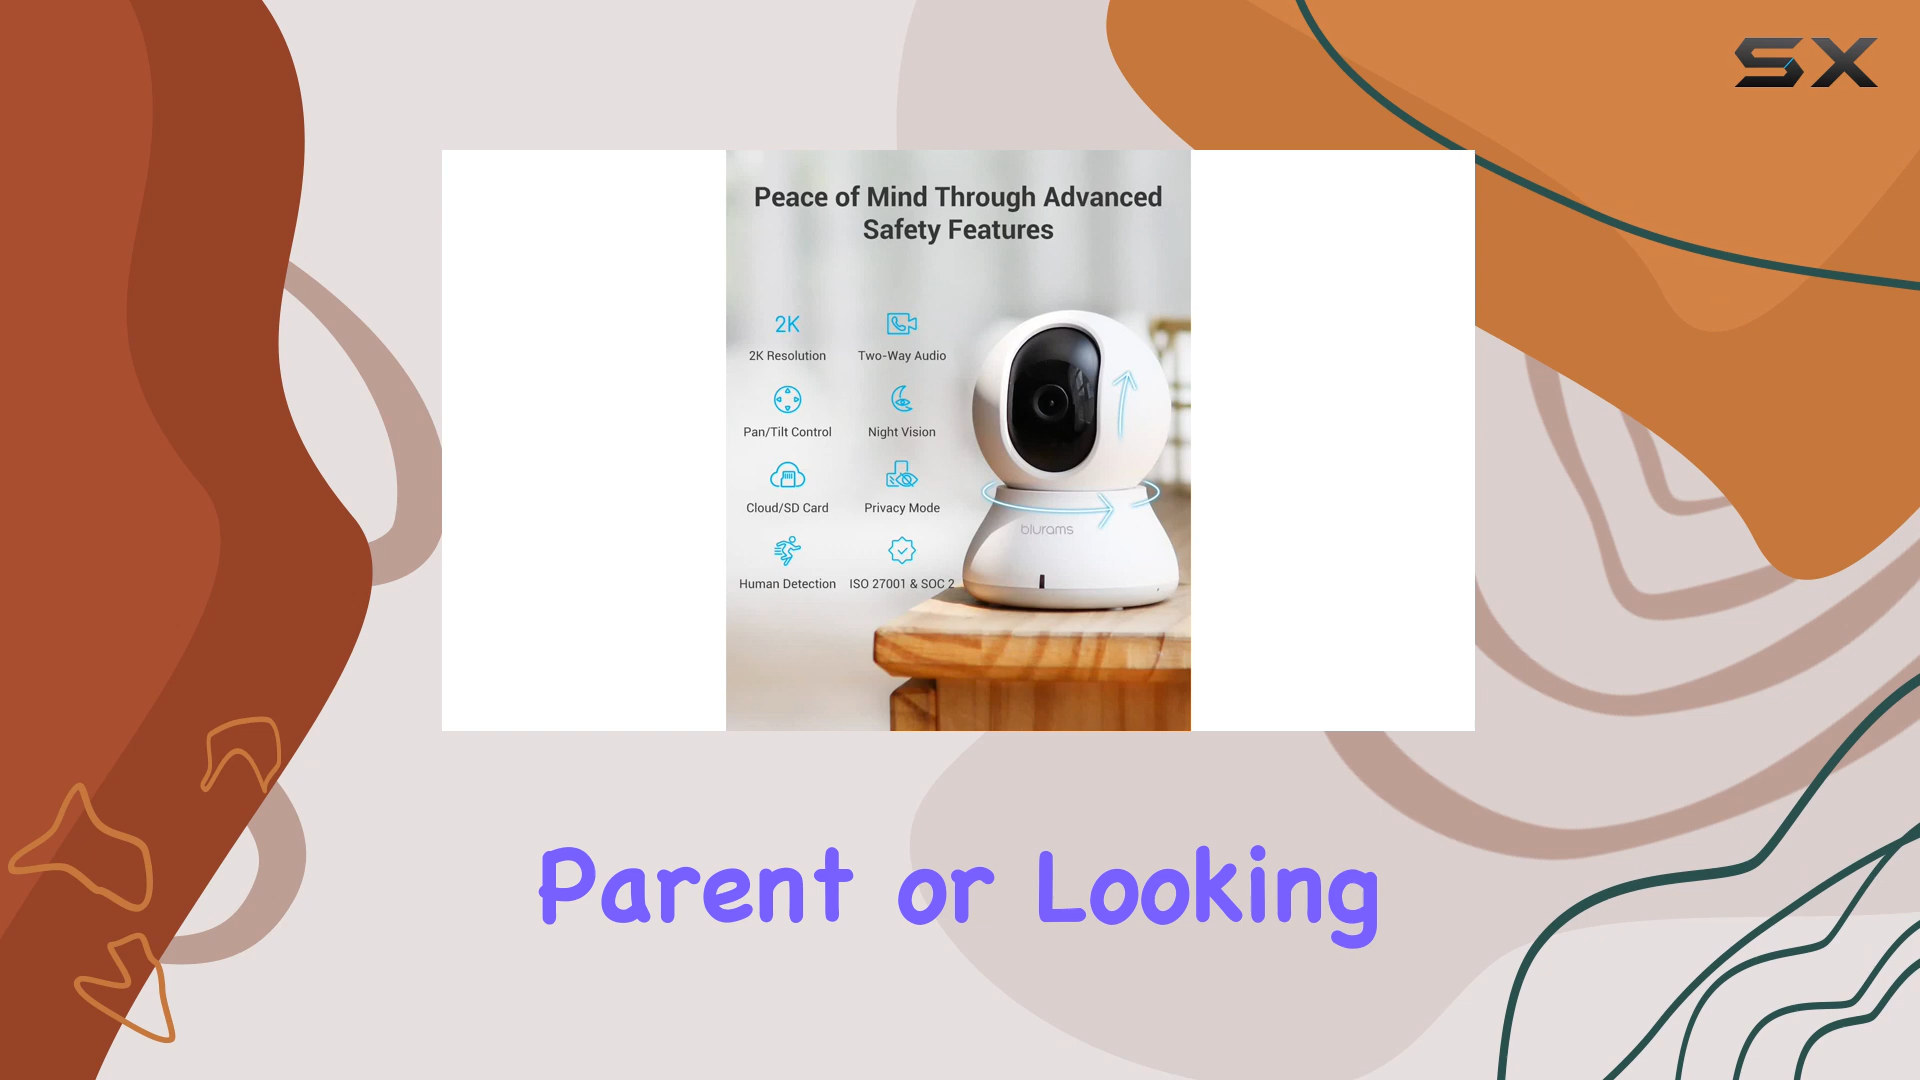 SX
Peace of Mind Through Advanced
Safety Features
2K
2K Resolution
Two-Way Audio
Pan/Tilt Control
Night Vision
Cloud/SD Card
Privacy Mode
Human Detection
ISO 27001 & SOC 2
blurams
Parent or Looking